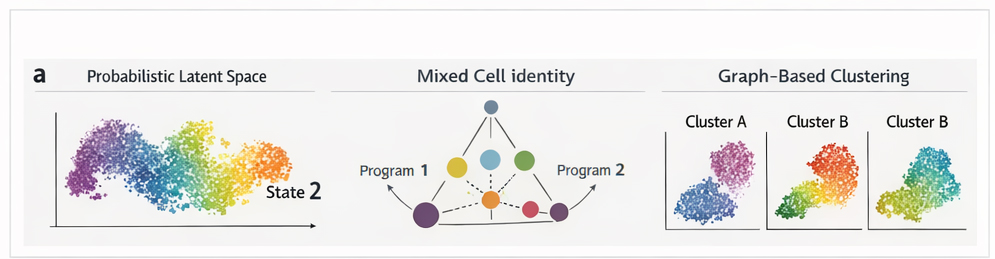 a
Probabilistic Latent Space
Mixed Cell identity
Graph-Based Clustering
State 2
Program 1
Program 2
Cluster A
Cluster B
Cluster B